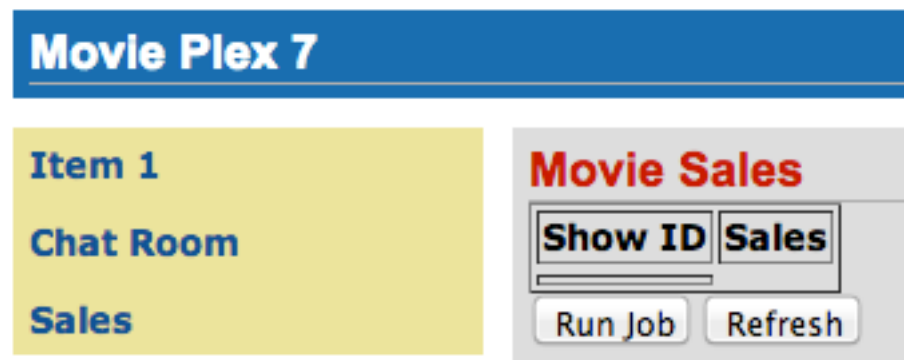 Movie Plex 7
Item 1
Chat Room
Sales
Movie Sales
Show ID Sales
Run Job Refresh